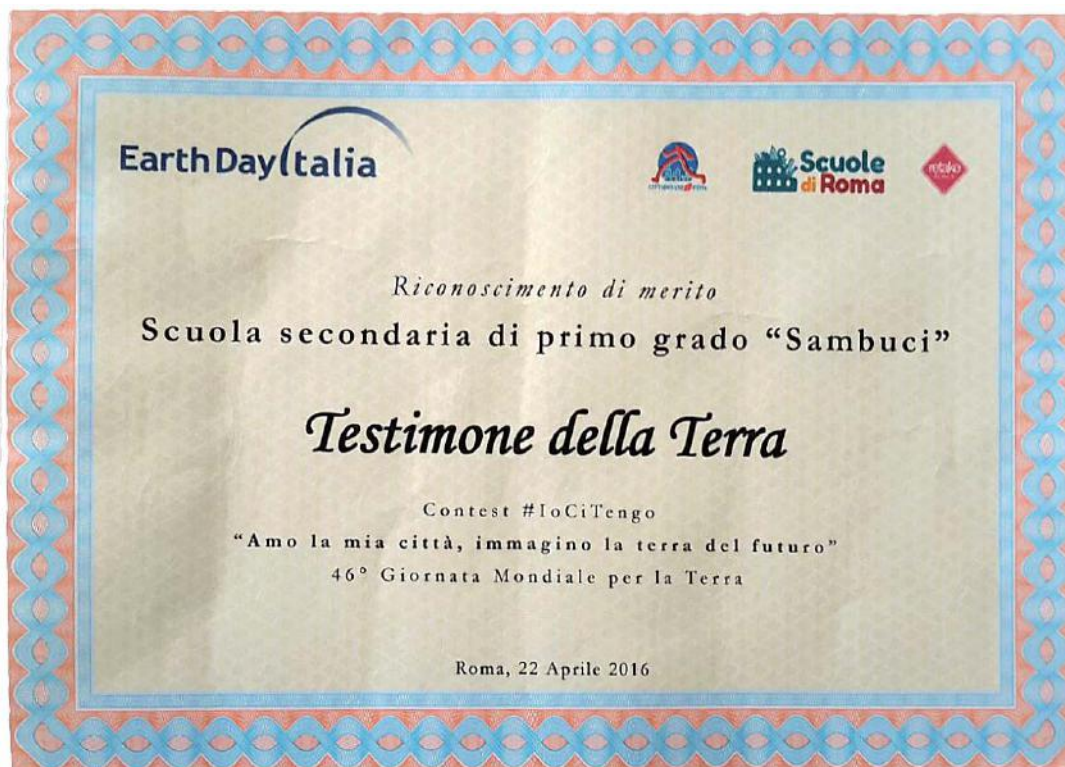 Earth Day Italia
Scuole
di Roma
retake
Riconoscimento di merito
Scuola secondaria di primo grado “Sambuci”
Testimone della Terra
Contest #IoCiTengo
“Amo la mia città, immagino la terra del futuro”
46° Giornata Mondiale per la Terra
Roma, 22 Aprile 2016